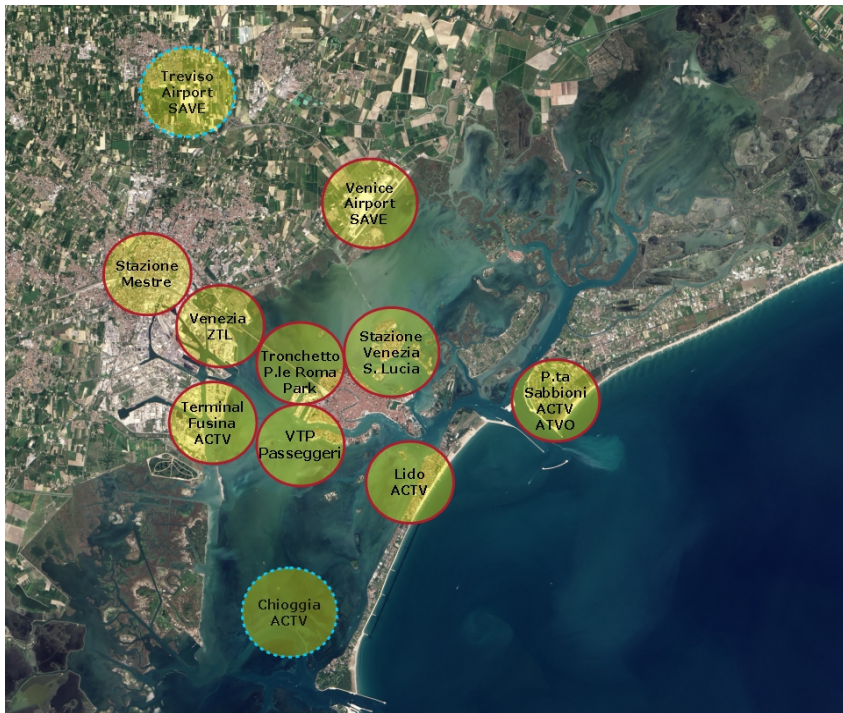 Treviso
Airport
SAVE
Venice
Airport
SAVE
Stazione
Mestre
Venezia
ZTL
Tronchetto
P.le Roma
Park
Stazione
Venezia
S. Lucia
P.ta
Sabbioni
ACTV
ATVO
Terminal
Fusina
ACTV
VTP
Passeggeri
Lido
ACTV
Chioggia
ACTV